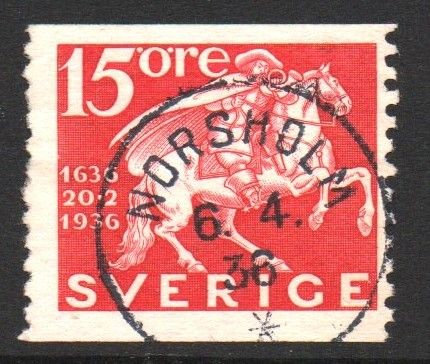 15 öre
1636
20·2
1936
NORSHOLM
6. 4.
36
SVERIGE
*